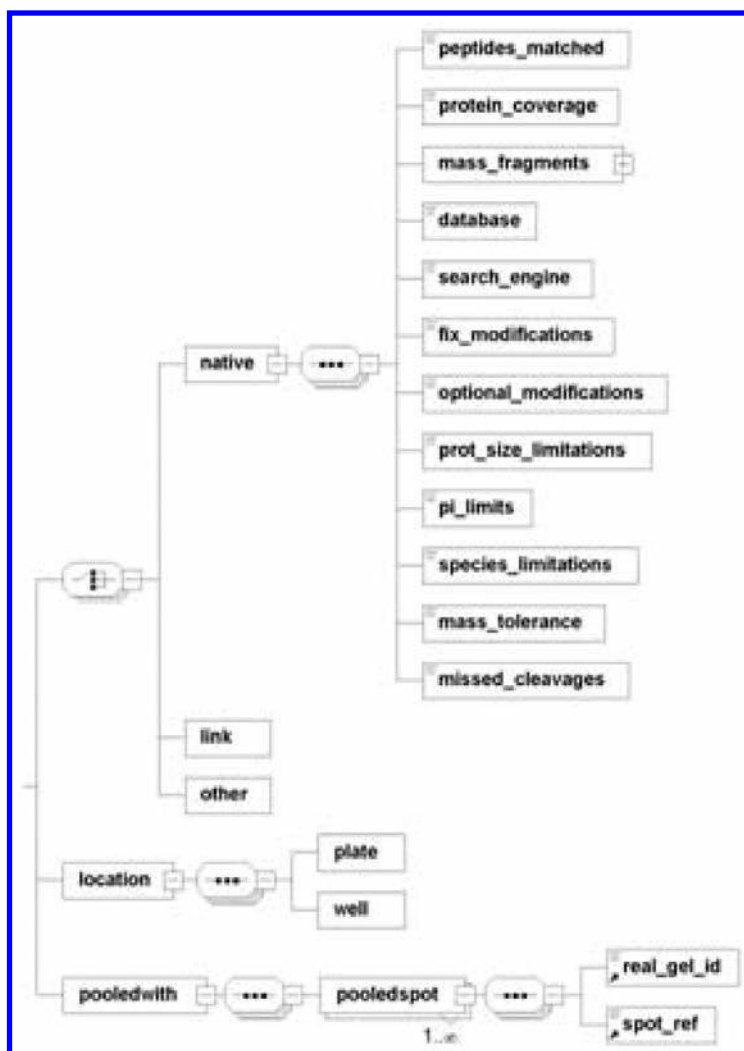 peptides_matched
protein_coverage
mass_fragments
database
search_engine
fix_modifications
native
optional_modifications
prot_size_limitations
pi_limits
species_limitations
mass_tolerance
missed_cleavages
link
other
plate
location
well
real_gel_id
pooledwith
pooledspot
spot_ref
1..∞